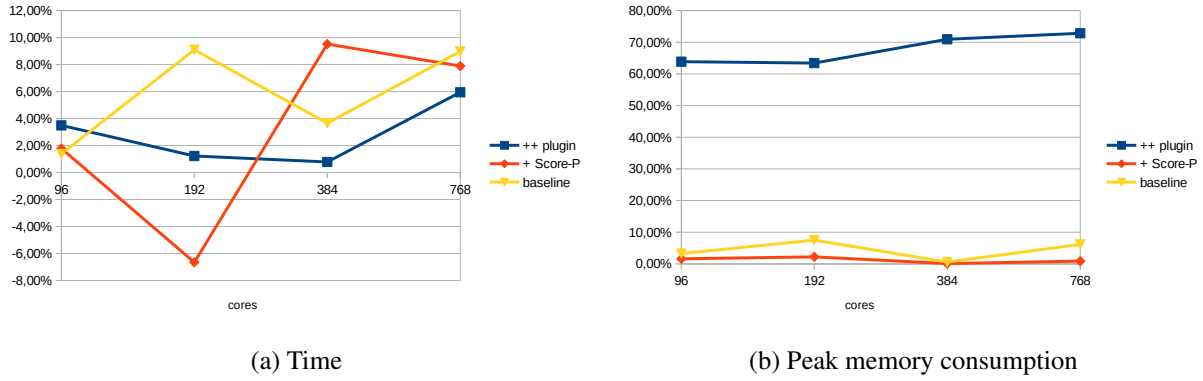 12,00%
10,00%
8,00%
6,00%
4,00%
2,00%
0,00%
-2,00%
-4,00%
-6,00%
-8,00%
96
192
384
768
cores
++ plugin
+ Score-P
baseline
(a) Time
80,00%
70,00%
60,00%
50,00%
40,00%
30,00%
20,00%
10,00%
0,00%
96
192
384
768
cores
++ plugin
+ Score-P
baseline
(b) Peak memory consumption